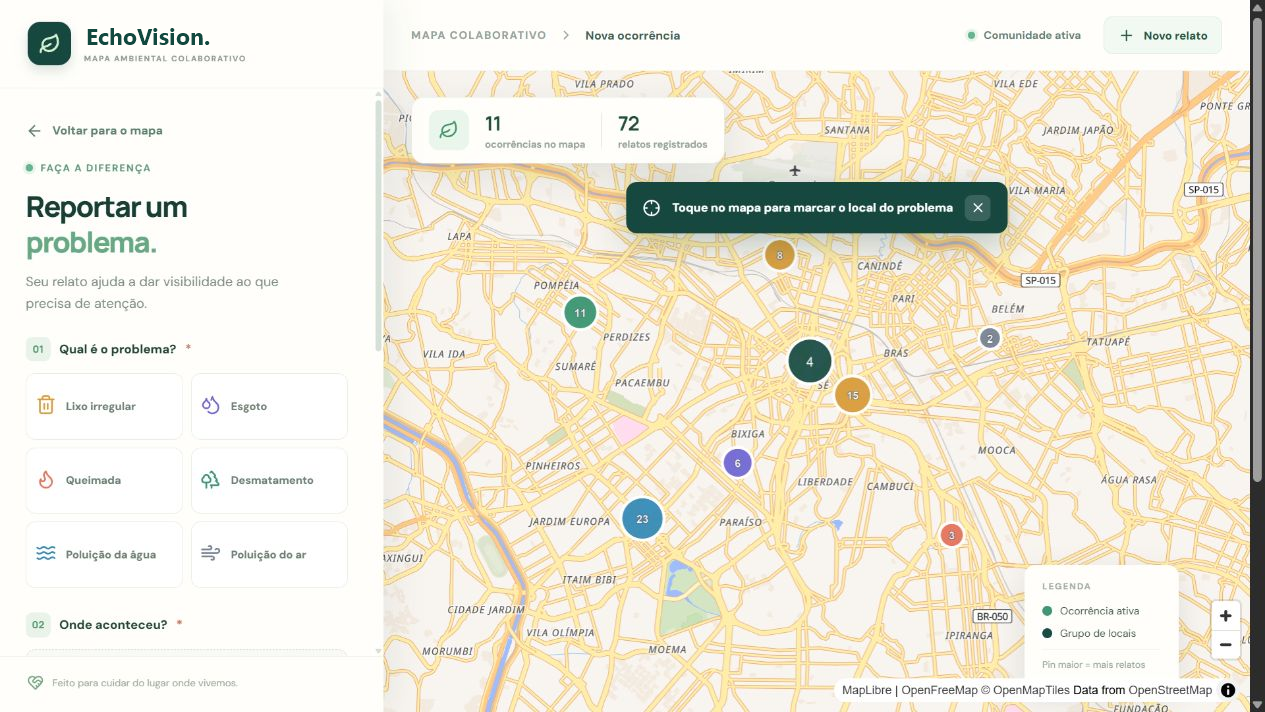 EchoVision.
MAPA AMBIENTAL COLABORATIVO
Voltar para o mapa
FAÇA A DIFERENÇA
Reportar um
problema.
Seu relato ajuda a dar visibilidade ao que
precisa de atenção.
01 Qual é o problema? *
Lixo irregular
Esgoto
Queimada
Desmatamento
Poluição da água
Poluição do ar
02 Onde aconteceu? *
Feito para cuidar do lugar onde vivemos.
MAPA COLABORATIVO > Nova ocorrência
Comunidade ativa
+ Novo relato
11
ocorrências no mapa
72
relatos registrados
Toque no mapa para marcar o local do problema
VILA PRADO
VILA EDE
SANTANA
JARDIM JAPÃO
PONTE GR
VILA MARIA
SP-015
LAPA
8
CANINDÉ
SP-015
POMPÉIA
PARI
BELÉM
11
PERDIZES
2
TATUAPÉ
VILA IDA
SUMARÉ
4
BRÁS
SÉ
PACAEMBU
15
BIXIGA
MOOCA
6
PINHEIROS
LIBERDADE
CAMBUCI
ÁGUA RASA
23
JARDIM EUROPA
PARAÍSO
3
AXINGUI
ITAIM BIBI
CIDADE JARDIM
BR-050
VILA OLÍMPIA
IPIRANGA
MORUMBI
MOEMA
FUNDAÇÃO
LEGENDA
Ocorrência ativa
Grupo de locais
Pin maior = mais relatos
+
−
MapLibre | OpenFreeMap © OpenMapTiles Data from OpenStreetMap